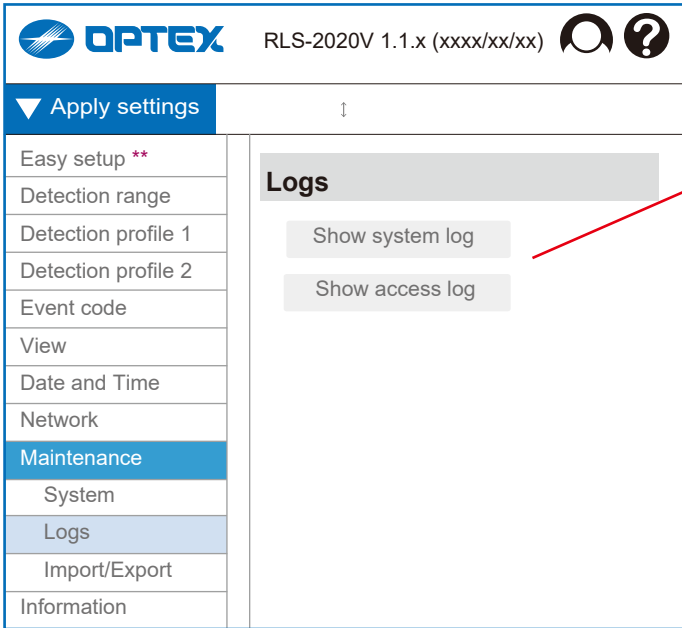 OPTEX RLS-2020V 1.1.x (xxxx/xx/xx) ?
▼ Apply settings ↕
Easy setup **
Detection range
Detection profile 1
Detection profile 2
Event code
View
Date and Time
Network
Maintenance
System
Logs
Import/Export
Information
Logs
Show system log
Show access log